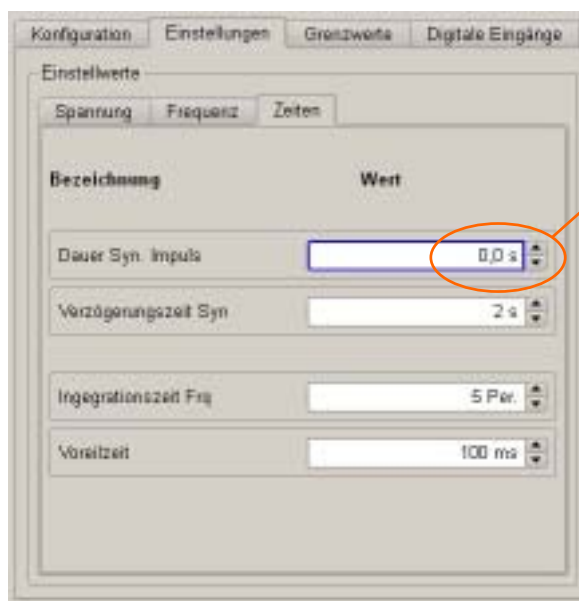 Konfiguration Einstellungen Grenzwerte Digitale Eingänge
Einstellwerte
Spannung Frequenz Zeiten
Bezeichnung Wert
Dauer Syn. Impuls 0,0 s
Verzögerungszeit Syn 2 s
Ingegrationszeit Frq 5 Per.
Voreilzeit 100 ms